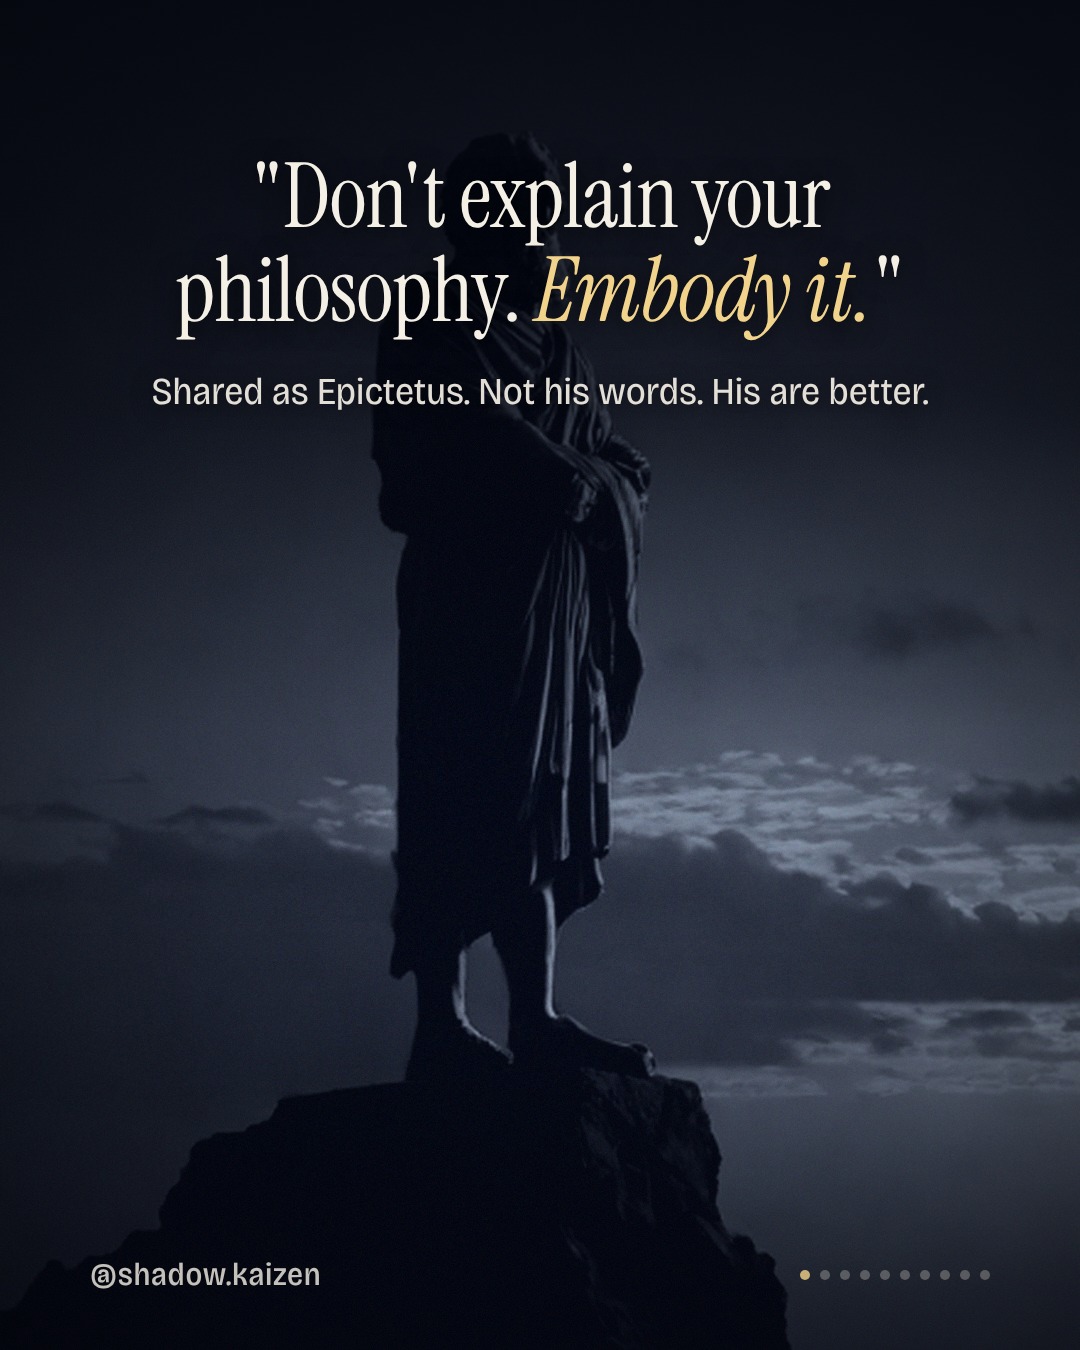 "Don't explain your
philosophy. Embody it."
Shared as Epictetus. Not his words. His are better.
@shadow.kaizen